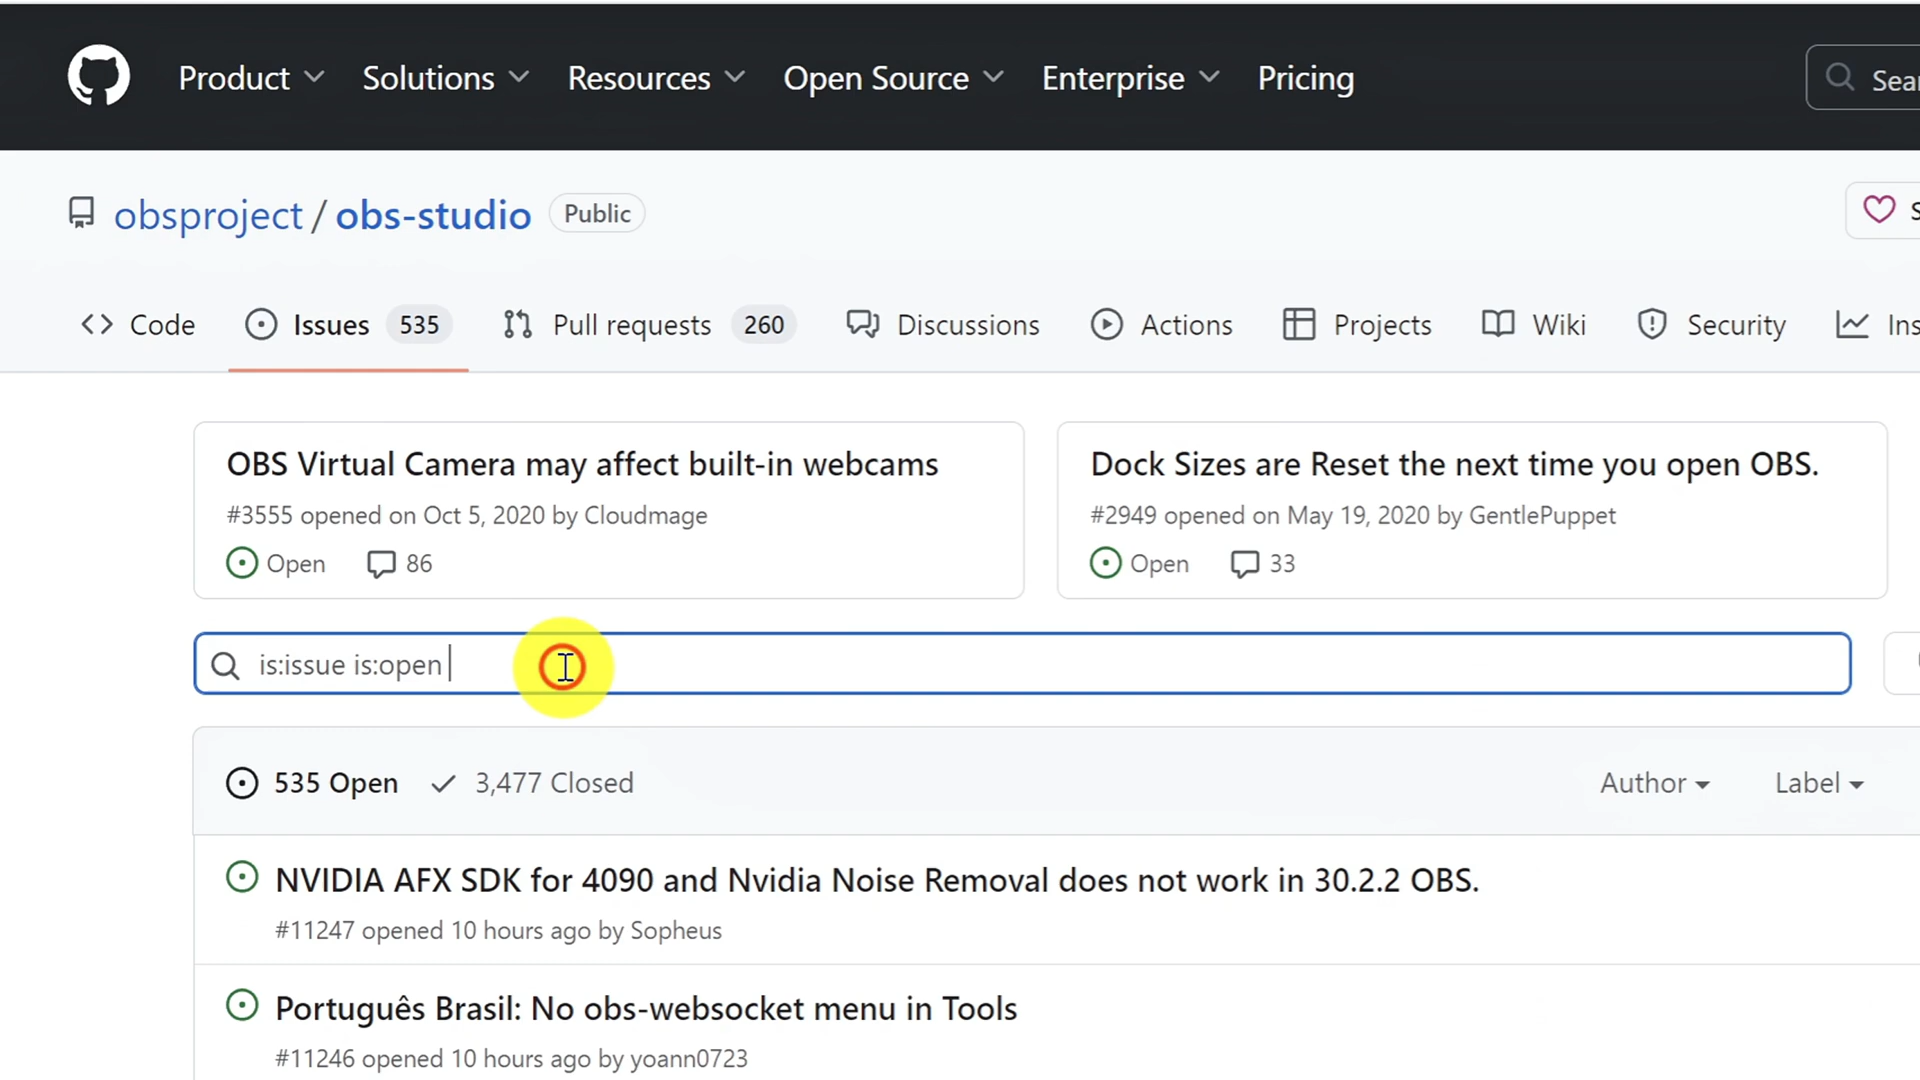 Product Solutions Resources Open Source Enterprise Pricing
obsproject / obs-studio Public
Code Issues 535 Pull requests 260 Discussions Actions Projects Wiki Security
OBS Virtual Camera may affect built-in webcams
#3555 opened on Oct 5, 2020 by Cloudmage
Open 86
Dock Sizes are Reset the next time you open OBS.
#2949 opened on May 19, 2020 by GentlePuppet
Open 33
is:issue is:open
535 Open 3,477 Closed Author Label
NVIDIA AFX SDK for 4090 and Nvidia Noise Removal does not work in 30.2.2 OBS.
#11247 opened 10 hours ago by Sopheus
Português Brasil: No obs-websocket menu in Tools
#11246 opened 10 hours ago by yoann0723